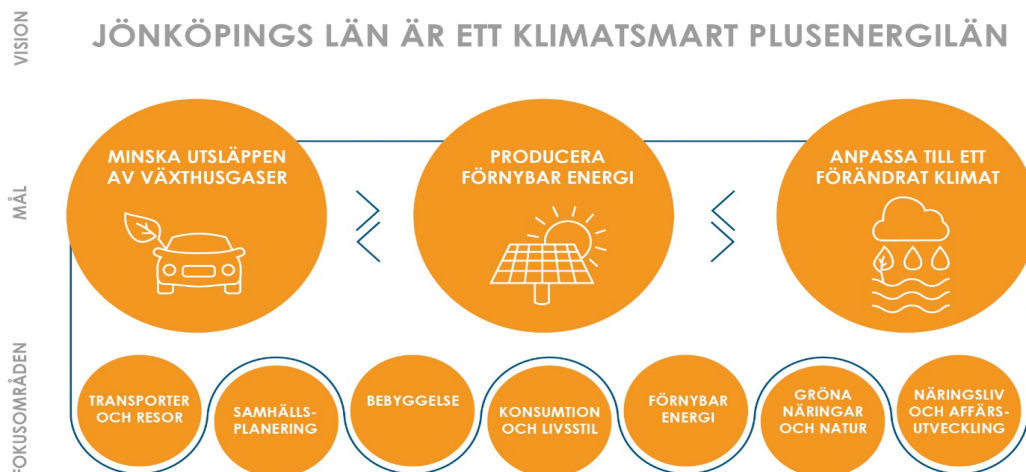 VISION
JÖNKÖPINGS LÄN ÄR ETT KLIMATSMART PLUSENERGILÄN
MÅL
MINSKA UTSLÄPPEN
AV VÄXTHUSGASER
PRODUCERA
FÖRNYBAR ENERGI
ANPASSA TILL ETT
FÖRÄNDRAT KLIMAT
FOKUSOMRÅDEN
TRANSPORTER
OCH RESOR
SAMHÄLLS-
PLANERING
BEBYGGELSE
KONSUMTION
OCH LIVSSTIL
FÖRNYBAR
ENERGI
GRÖNA
NÄRINGAR
OCH NATUR
NÄRINGSLIV
OCH AFFÄRS-
UTVECKLING